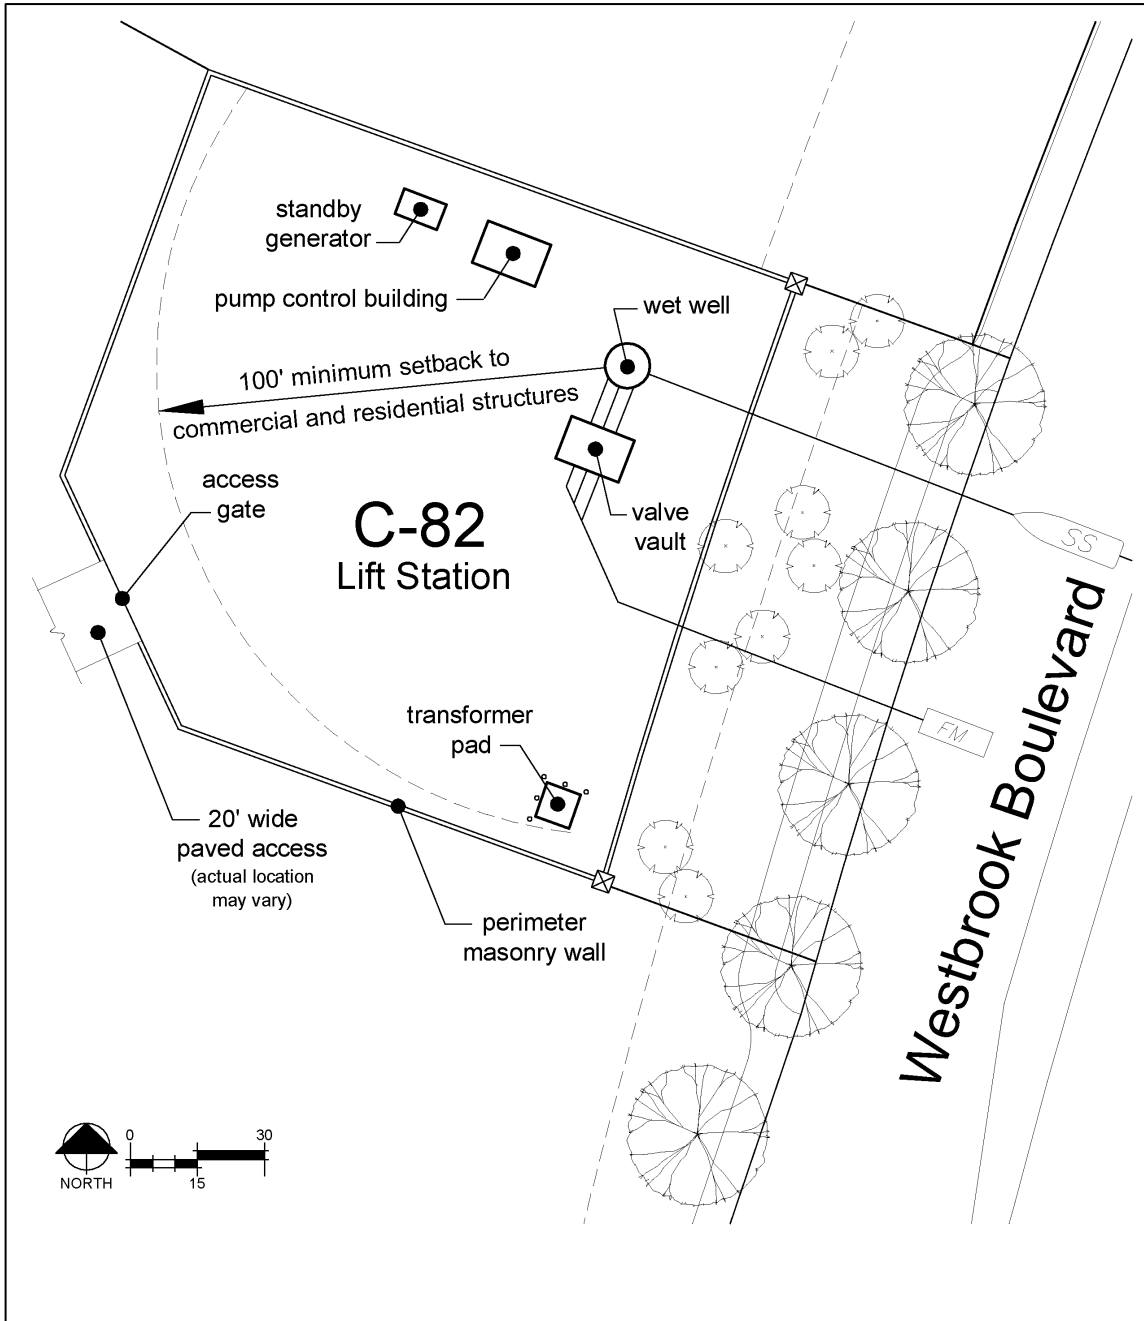 standby
generator
pump control building
wet well
100' minimum setback to
commercial and residential structures
access
gate
C-82
Lift Station
valve
vault
SS
FM
Westbrook Boulevard
transformer
pad
20' wide
paved access
(actual location
may vary)
perimeter
masonry wall
0
30
NORTH
15